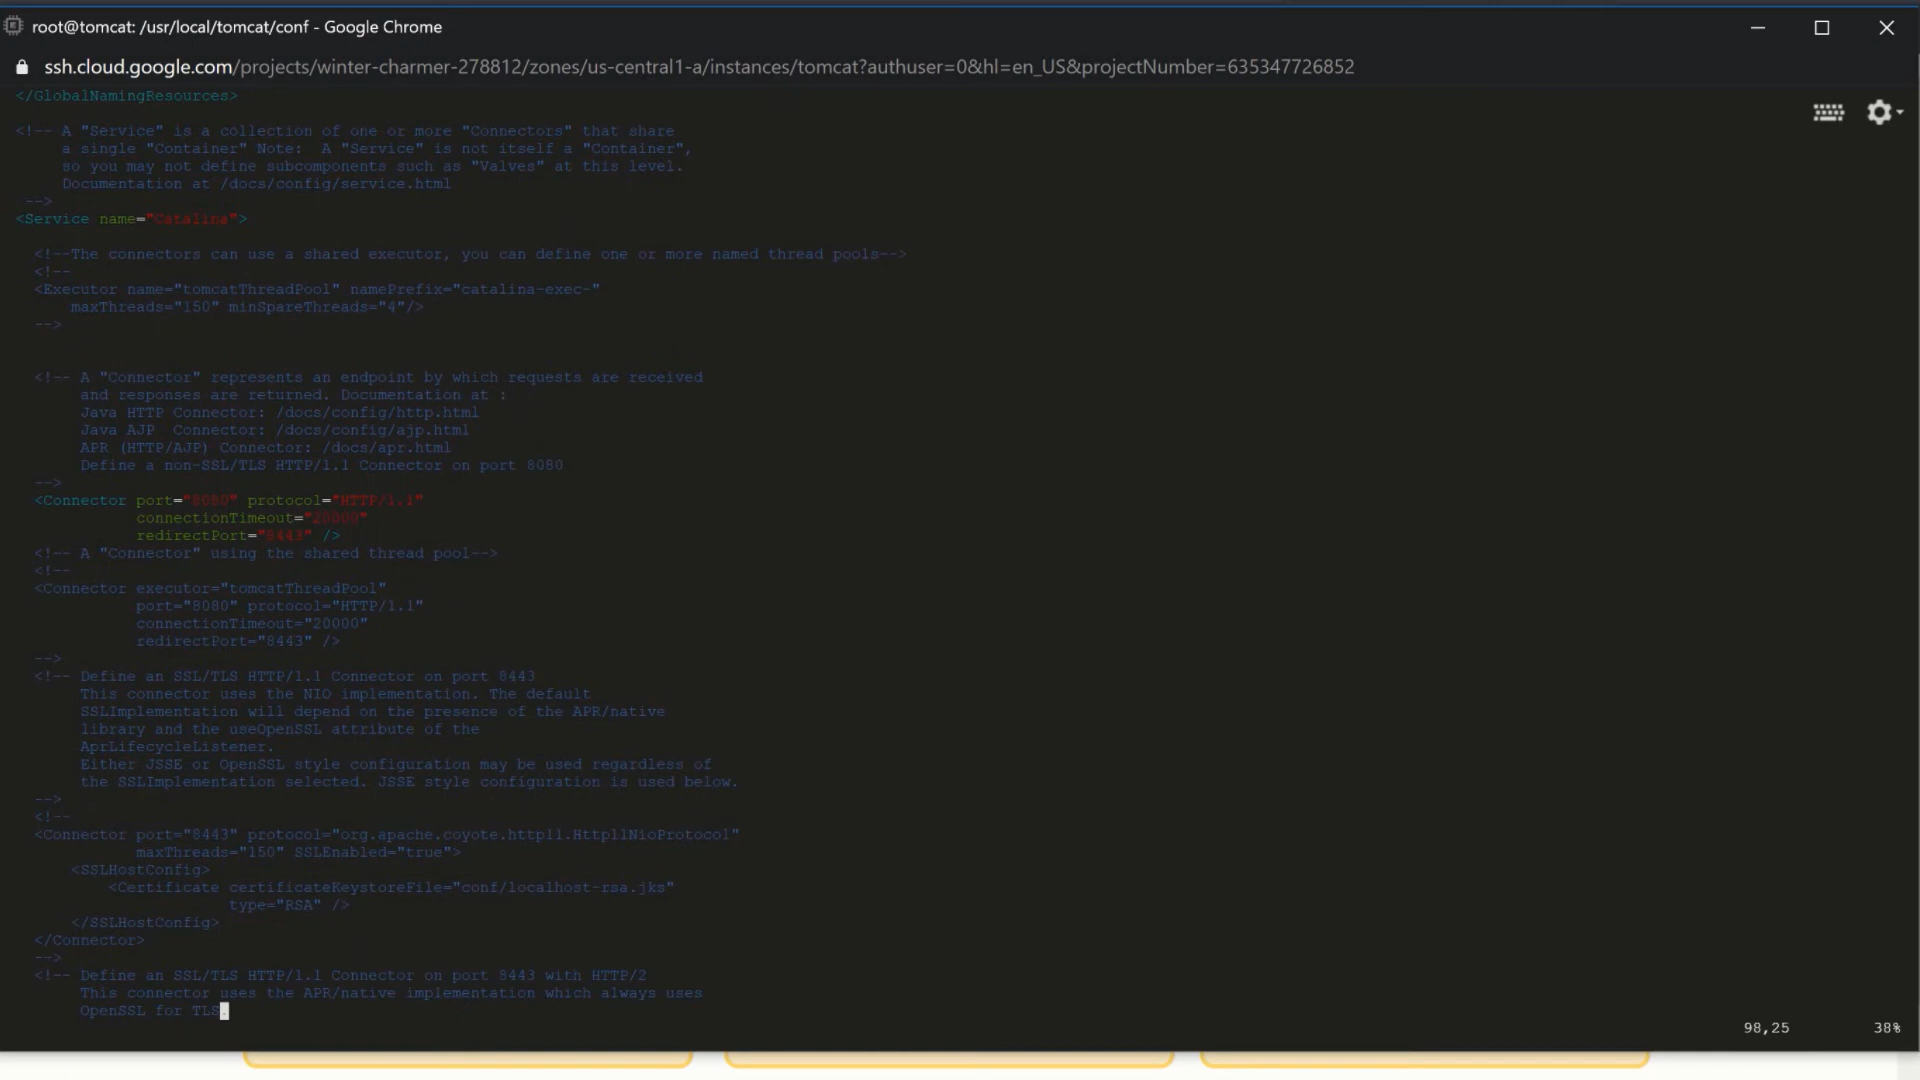 root@tomcat: /usr/local/tomcat/conf - Google Chrome
ssh.cloud.google.com/projects/winter-charmer-278812/zones/us-central1-a/instances/tomcat?authuser=0&hl=en_US&projectNumber=635347726852
</GlobalNamingResources>
<!-- A "Service" is a collection of one or more "Connectors" that share
a single "Container" Note:  A "Service" is not itself a "Container",
so you may not define subcomponents such as "Valves" at this level.
Documentation at /docs/config/service.html
-->
<Service name="Catalina">
<!--The connectors can use a shared executor, you can define one or more named thread pools-->
<!--
<Executor name="tomcatThreadPool" namePrefix="catalina-exec-"
maxThreads="150" minSpareThreads="4"/>
-->
<!-- A "Connector" represents an endpoint by which requests are received
and responses are returned. Documentation at :
Java HTTP Connector: /docs/config/http.html
Java AJP  Connector: /docs/config/ajp.html
APR (HTTP/AJP) Connector: /docs/apr.html
Define a non-SSL/TLS HTTP/1.1 Connector on port 8080
-->
<Connector port="8080" protocol="HTTP/1.1"
connectionTimeout="20000"
redirectPort="8443" />
<!-- A "Connector" using the shared thread pool-->
<!--
<Connector executor="tomcatThreadPool"
port="8080" protocol="HTTP/1.1"
connectionTimeout="20000"
redirectPort="8443" />
-->
<!-- Define an SSL/TLS HTTP/1.1 Connector on port 8443
This connector uses the NIO implementation. The default
SSLImplementation will depend on the presence of the APR/native
library and the useOpenSSL attribute of the
AprLifecycleListener.
Either JSSE or OpenSSL style configuration may be used regardless of
the SSLImplementation selected. JSSE style configuration is used below.
-->
<!--
<Connector port="8443" protocol="org.apache.coyote.http11.Http11NioProtocol"
maxThreads="150" SSLEnabled="true">
<SSLHostConfig>
<Certificate certificateKeystoreFile="conf/localhost-rsa.jks"
type="RSA" />
</SSLHostConfig>
</Connector>
-->
<!-- Define an SSL/TLS HTTP/1.1 Connector on port 8443 with HTTP/2
This connector uses the APR/native implementation which always uses
OpenSSL for TLS.
98,25 38%